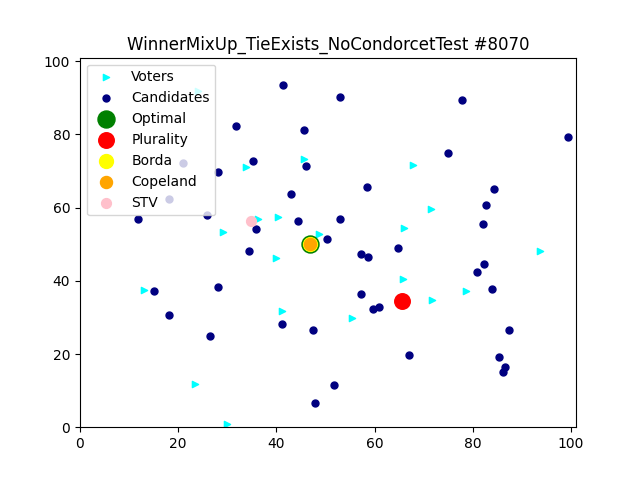 WinnerMixUp_TieExists_NoCondorcetTest #8070
100
80
60
40
20
0
Voters
Candidates
Optimal
Plurality
Borda
Copeland
STV
0 20 40 60 80 100